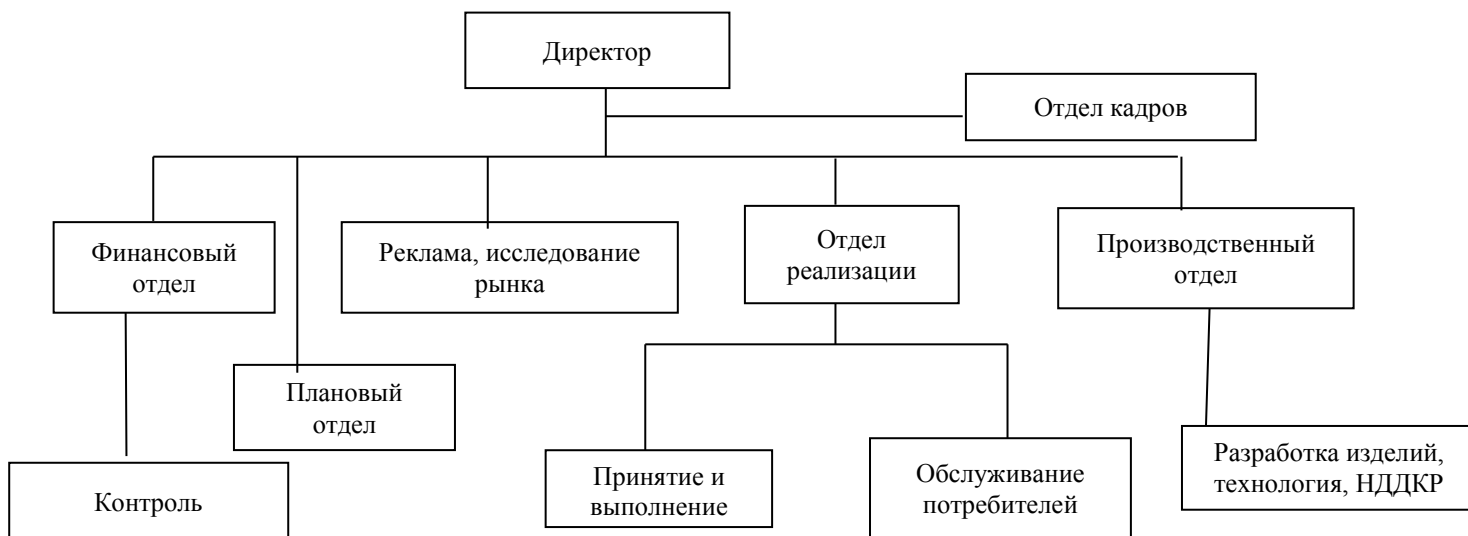 Директор
Отдел кадров
Финансовый
отдел
Реклама, исследование
рынка
Отдел
реализации
Производственный
отдел
Плановый
отдел
Контроль
Принятие и
выполнение
Обслуживание
потребителей
Разработка изделий,
технология, НДДКР